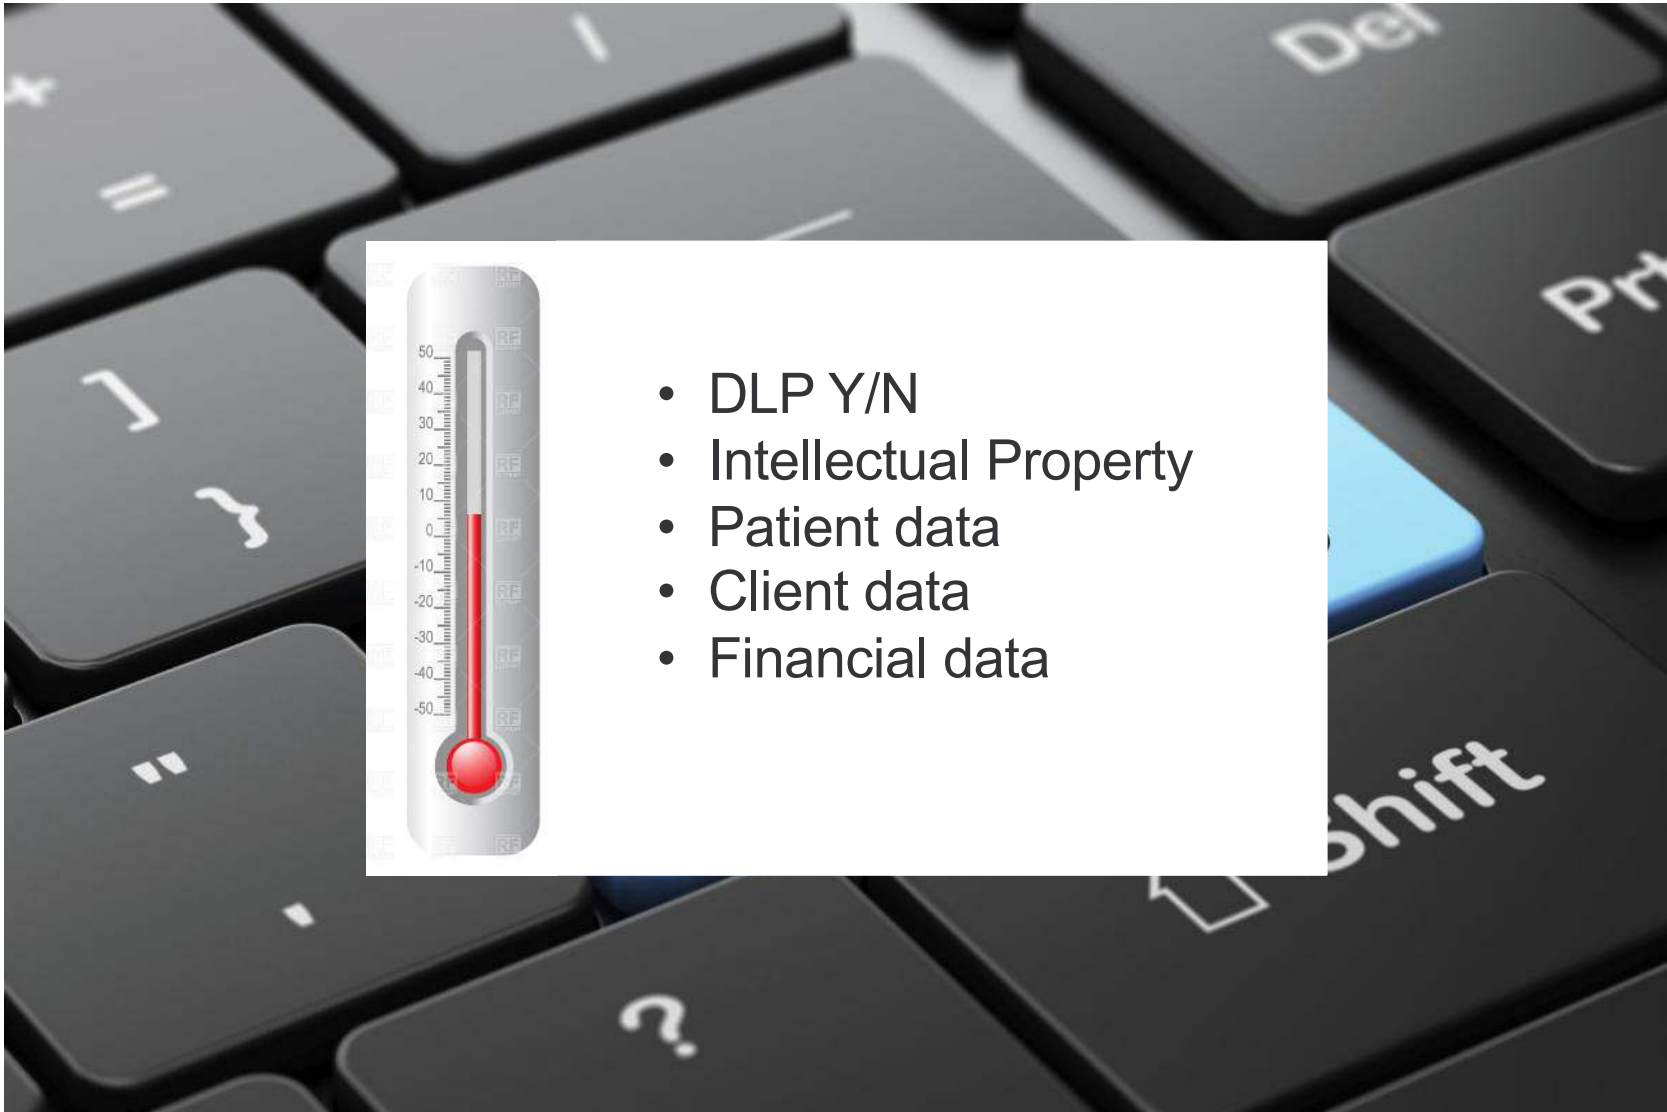 +
=
\
Del
Prt
]
}
50
40
30
20
10
0
-10
-20
-30
-40
-50
• DLP Y/N
• Intellectual Property
• Patient data
• Client data
• Financial data
"
'
?
Shift
RF